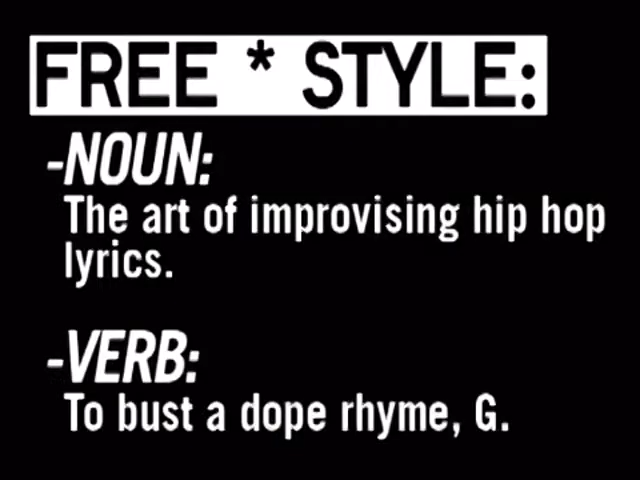 FREE * STYLE:
-NOUN:
The art of improvising hip hop
lyrics.
-VERB:
To bust a dope rhyme, G.